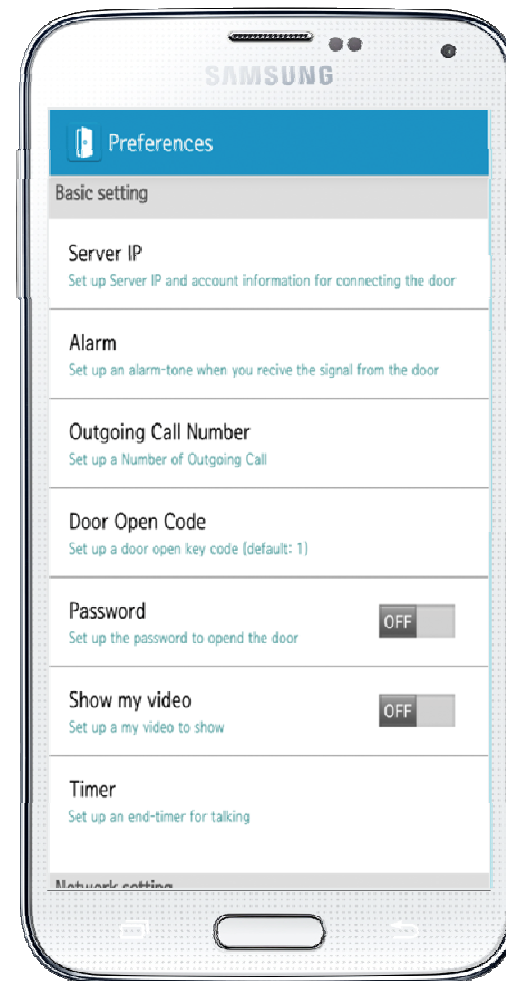 SAMSUNG
Preferences
Basic setting
Server IP
Set up Server IP and account information for connecting the door
Alarm
Set up an alarm-tone when you recive the signal from the door
Outgoing Call Number
Set up a Number of Outgoing Call
Door Open Code
Set up a door open key code (default: 1)
Password
OFF
Set up the password to opend the door
Show my video
OFF
Set up a my video to show
Timer
Set up an end-timer for talking
Network setting